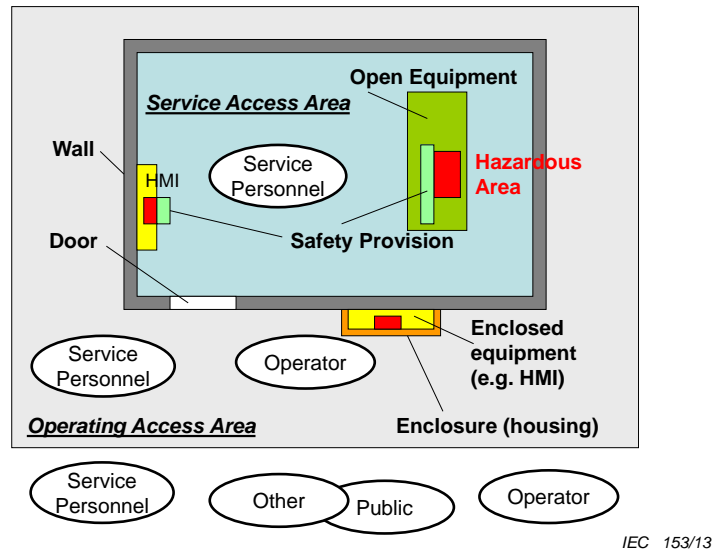 Open Equipment
Service Access Area
Wall
Service
Personnel
Hazardous
Area
HMI
Door
Safety Provision
Enclosed
equipment
(e.g. HMI)
Service
Personnel
Operator
Operating Access Area
Enclosure (housing)
Service
Personnel
Other
Public
Operator
IEC 153/13